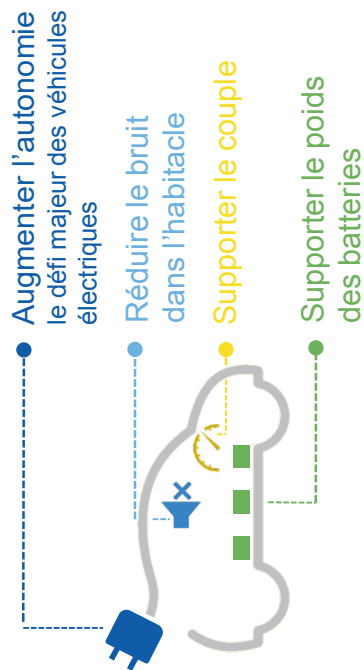 Augmenter l'autonomie
le défi majeur des véhicules
électriques
Réduire le bruit
dans l'habitacle
Supporter le couple
Supporter le poids
des batteries